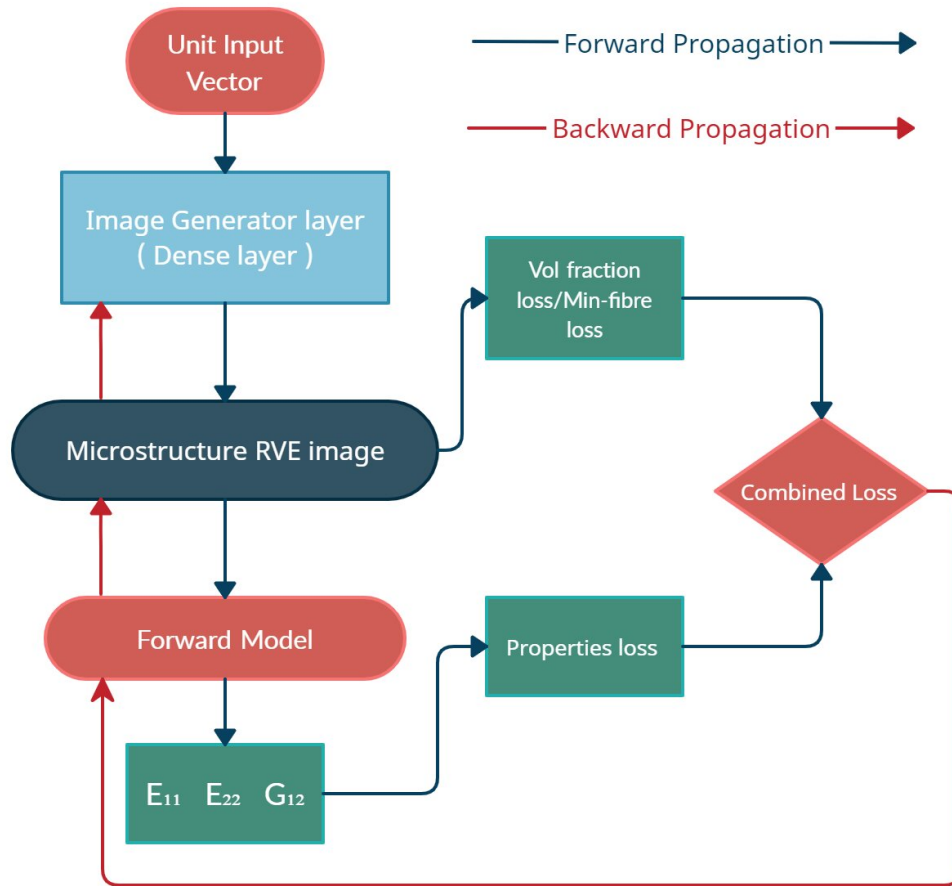 Unit Input
Vector
Forward Propagation
Backward Propagation
Image Generator layer
( Dense layer )
Vol fraction
loss/Min-fibre
loss
Microstructure RVE image
Combined Loss
Forward Model
Properties loss
E₁₁ E₂₂ G₁₂